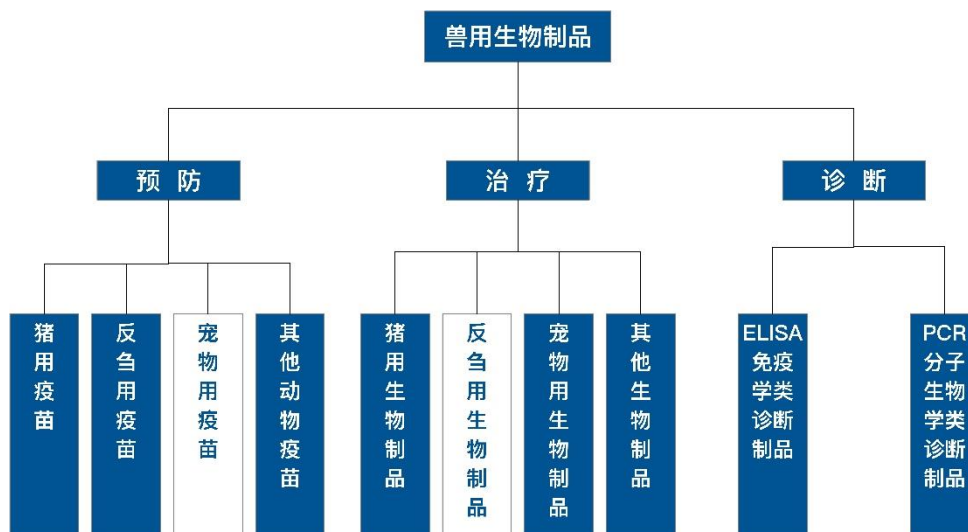 兽用生物制品
预 防
治 疗
诊 断
猪用疫苗
反刍用疫苗
宠物用疫苗
其他动物疫苗
猪用生物制品
反刍用生物制品
宠物用生物制品
其他生物制品
ELISA
免疫
学类
诊断
制品
PCR
分子
生物
学类
诊断
制品